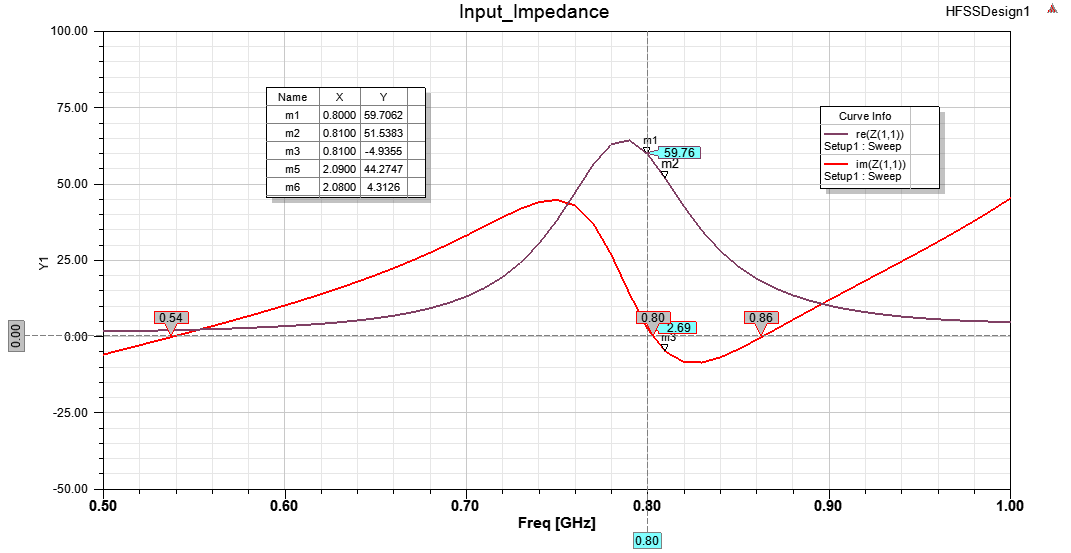 Input_Impedance
HFSSDesign1
100.00
75.00
50.00
25.00
0.00
-25.00
-50.00
Y1
0.00
Name X Y
m1 0.8000 59.7062
m2 0.8100 51.5383
m3 0.8100 -4.9355
m5 2.0900 44.2747
m6 2.0800 4.3126
Curve Info
re(Z(1,1))
Setup1 : Sweep
im(Z(1,1))
Setup1 : Sweep
m1
59.76
m2
0.54
0.80
2.69
0.86
m3
0.50 0.60 0.70 0.80 0.90 1.00
Freq [GHz]
0.80